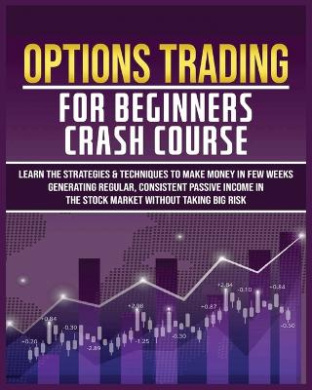 OPTIONS TRADING
FOR BEGINNERS
CRASH COURSE
LEARN THE STRATEGIES & TECHNIQUES TO MAKE MONEY IN FEW WEEKS
GENERATING REGULAR, CONSISTENT PASSIVE INCOME IN
THE STOCK MARKET WITHOUT TAKING BIG RISK